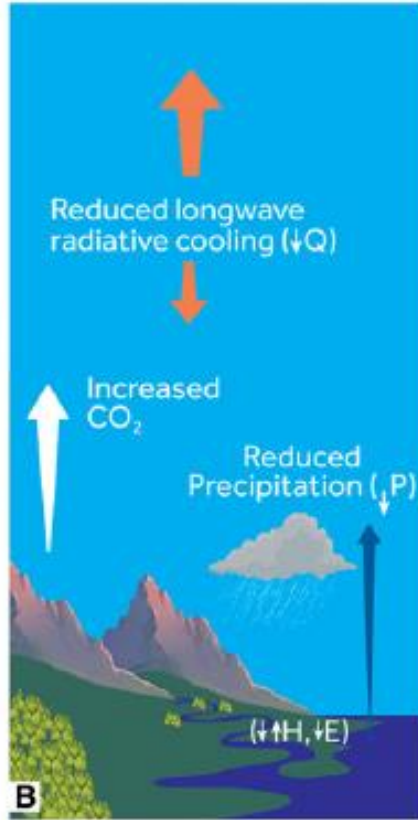 Reduced longwave
radiative cooling (↓Q)
Increased
CO₂
Reduced
Precipitation (↓P)
(↓↑H, ↓E)
B